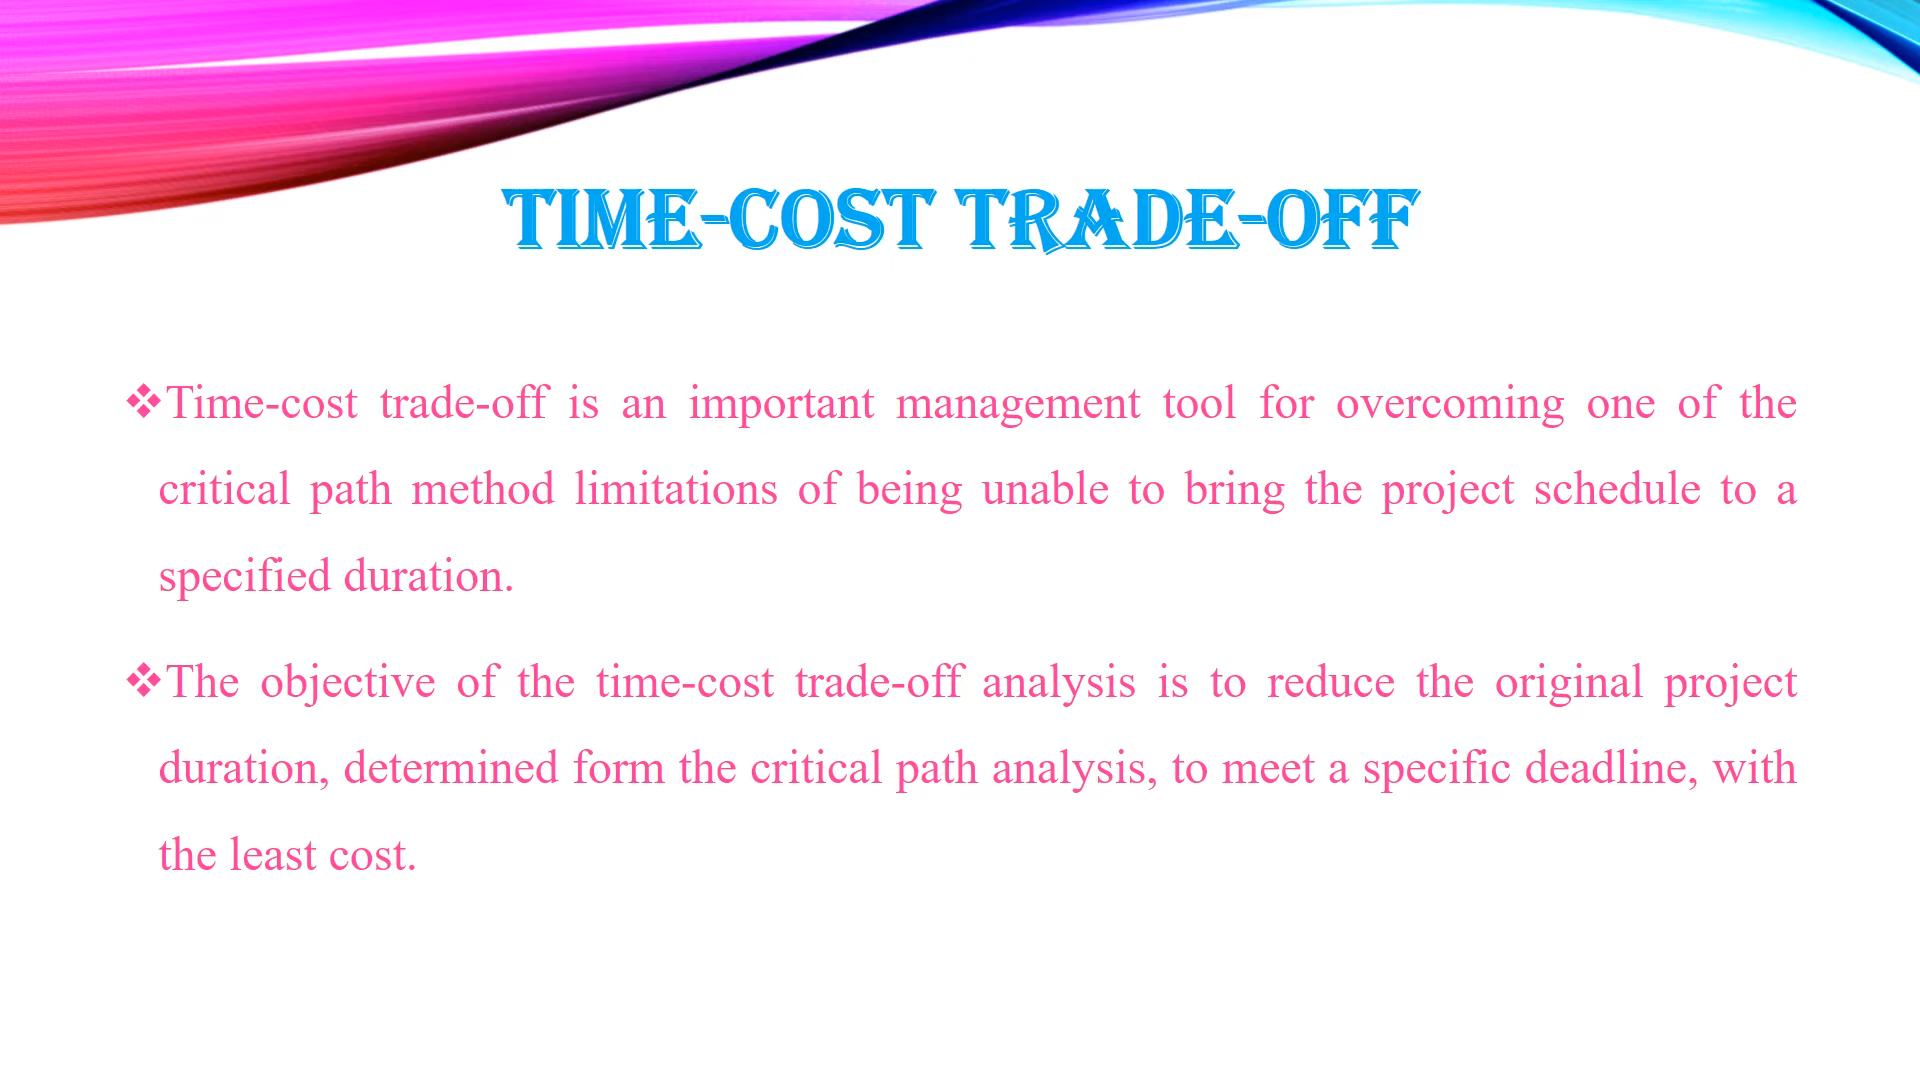 TIME-COST TRADE-OFF
❖Time-cost trade-off is an important management tool for overcoming one of the
critical path method limitations of being unable to bring the project schedule to a
specified duration.
❖The objective of the time-cost trade-off analysis is to reduce the original project
duration, determined form the critical path analysis, to meet a specific deadline, with
the least cost.